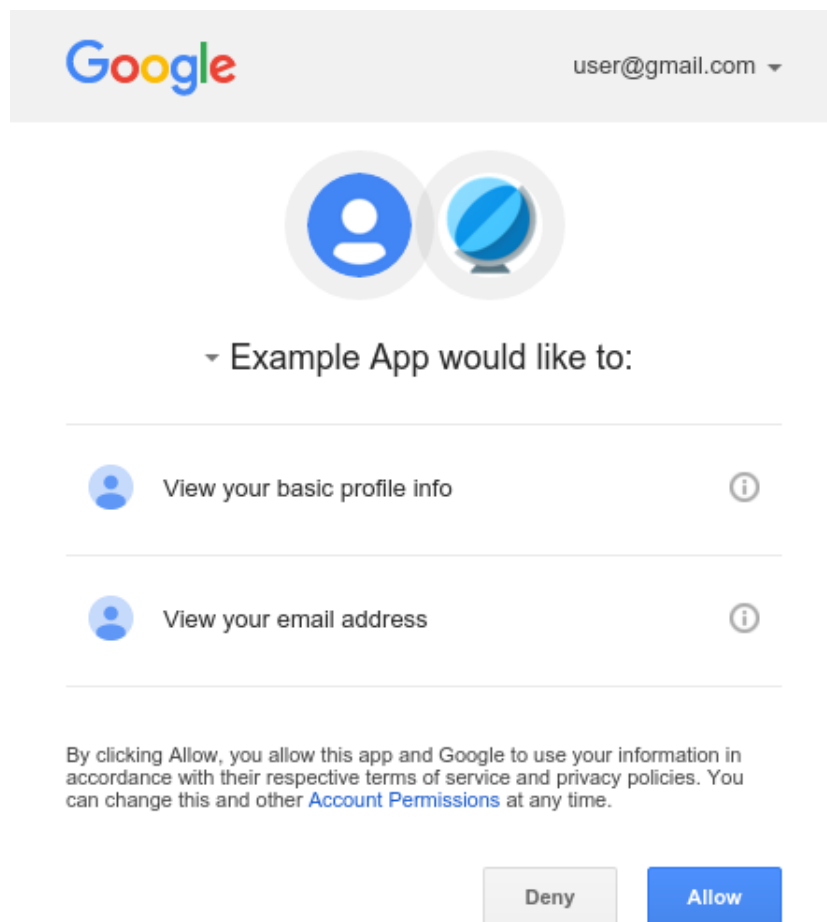 Google
user@gmail.com
Example App would like to:
View your basic profile info
View your email address
By clicking Allow, you allow this app and Google to use your information in
accordance with their respective terms of service and privacy policies. You
can change this and other Account Permissions at any time.
Deny
Allow